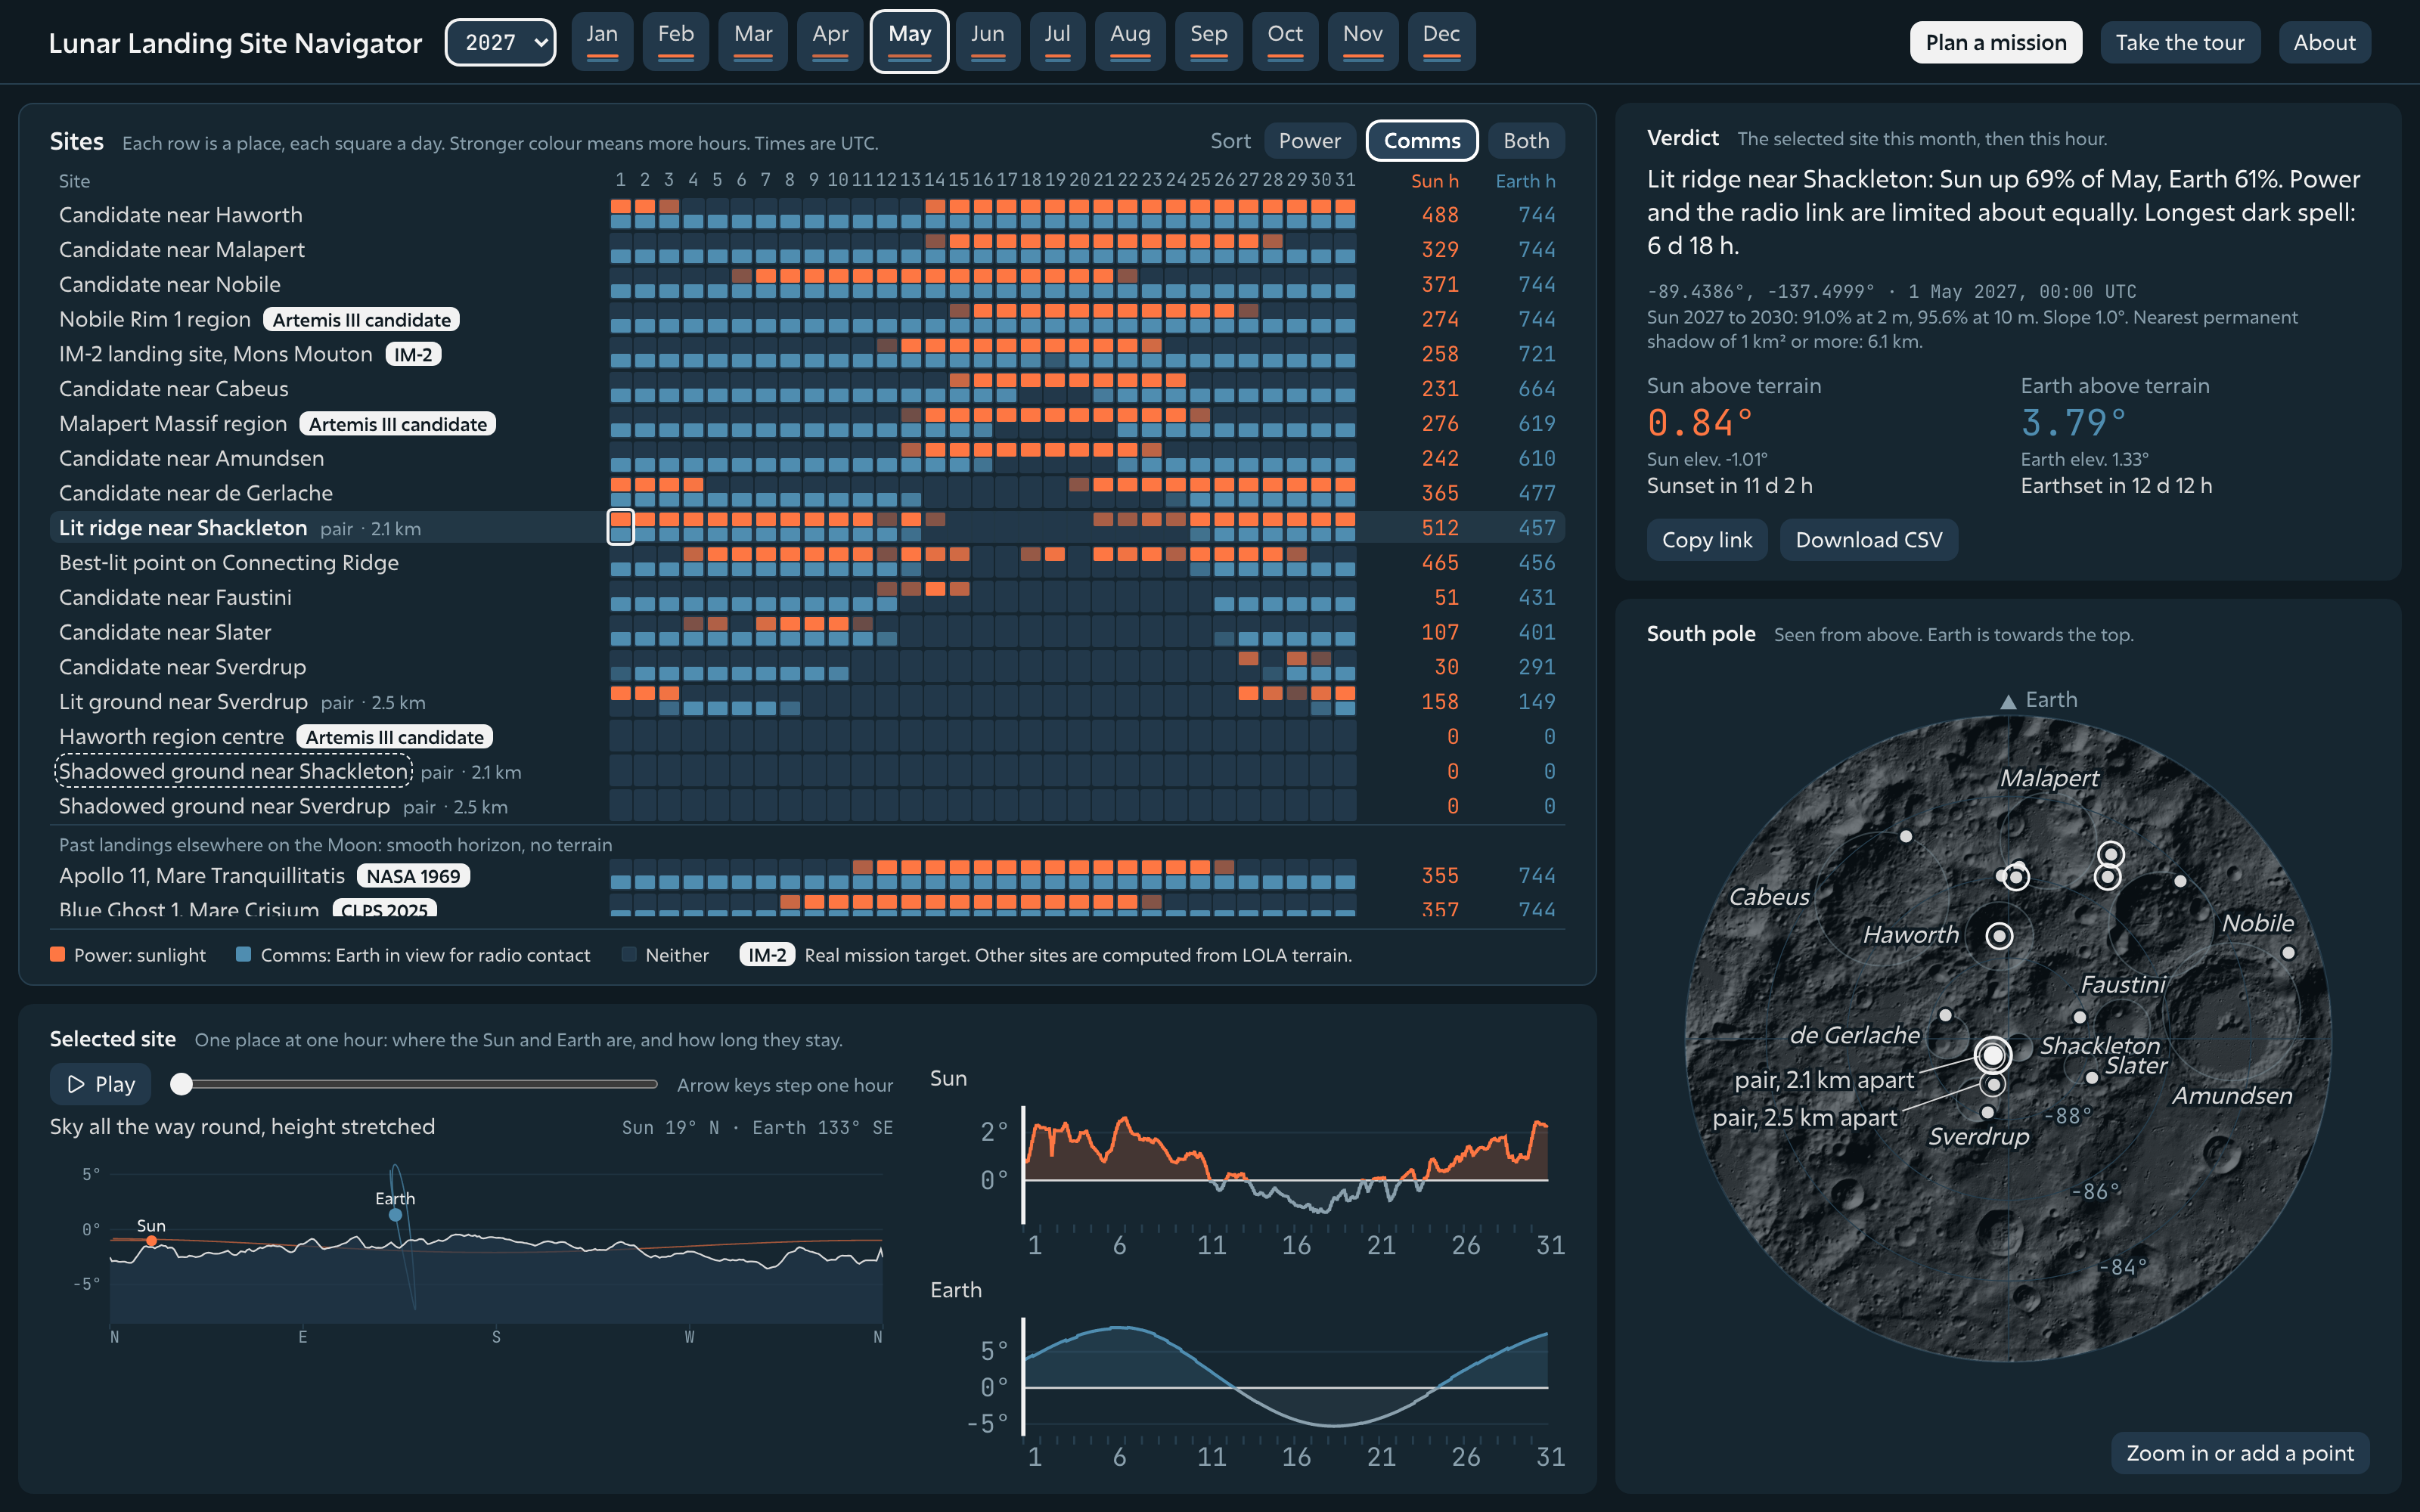 Lunar Landing Site Navigator 2027 Jan Feb Mar Apr May Jun Jul Aug Sep Oct Nov Dec Plan a mission Take the tour About
Sites Each row is a place, each square a day. Stronger colour means more hours. Times are UTC. Sort Power Comms Both
Site 1 2 3 4 5 6 7 8 9 10 11 12 13 14 15 16 17 18 19 20 21 22 23 24 25 26 27 28 29 30 31 Sun h Earth h
Candidate near Haworth 488 744
Candidate near Malapert 329 744
Candidate near Nobile 371 744
Nobile Rim 1 region Artemis III candidate 274 744
IM-2 landing site, Mons Mouton IM-2 258 721
Candidate near Cabeus 231 664
Malapert Massif region Artemis III candidate 276 619
Candidate near Amundsen 242 610
Candidate near de Gerlache 365 477
Lit ridge near Shackleton pair · 2.1 km 512 457
Best-lit point on Connecting Ridge 465 456
Candidate near Faustini 51 431
Candidate near Slater 107 401
Candidate near Sverdrup 30 291
Lit ground near Sverdrup pair · 2.5 km 158 149
Haworth region centre Artemis III candidate 0 0
Shadowed ground near Shackleton pair · 2.1 km 0 0
Shadowed ground near Sverdrup pair · 2.5 km 0 0
Past landings elsewhere on the Moon: smooth horizon, no terrain
Apollo 11, Mare Tranquillitatis NASA 1969 355 744
Blue Ghost 1, Mare Crisium CLPS 2025 357 744
Power: sunlight Comms: Earth in view for radio contact Neither IM-2 Real mission target. Other sites are computed from LOLA terrain.
Verdict The selected site this month, then this hour.
Lit ridge near Shackleton: Sun up 69% of May, Earth 61%. Power
and the radio link are limited about equally. Longest dark spell:
6 d 18 h.
-89.4386°, -137.4999° · 1 May 2027, 00:00 UTC
Sun 2027 to 2030: 91.0% at 2 m, 95.6% at 10 m. Slope 1.0°. Nearest permanent
shadow of 1 km² or more: 6.1 km.
Sun above terrain Earth above terrain
0.84° 3.79°
Sun elev. -1.01° Earth elev. 1.33°
Sunset in 11 d 2 h Earthset in 12 d 12 h
Copy link Download CSV
South pole Seen from above. Earth is towards the top.
▲ Earth
Malapert
Cabeus
Haworth
Nobile
Faustini
de Gerlache
Shackleton
Slater
pair, 2.1 km apart
Amundsen
pair, 2.5 km apart
-88°
Sverdrup
-86°
-84°
Zoom in or add a point
Selected site One place at one hour: where the Sun and Earth are, and how long they stay.
Play Arrow keys step one hour
Sky all the way round, height stretched Sun 19° N · Earth 133° SE
5°
0°
-5°
Earth
Sun
N E S W N
Sun
2°
0°
1 6 11 16 21 26 31
Earth
5°
0°
-5°
1 6 11 16 21 26 31